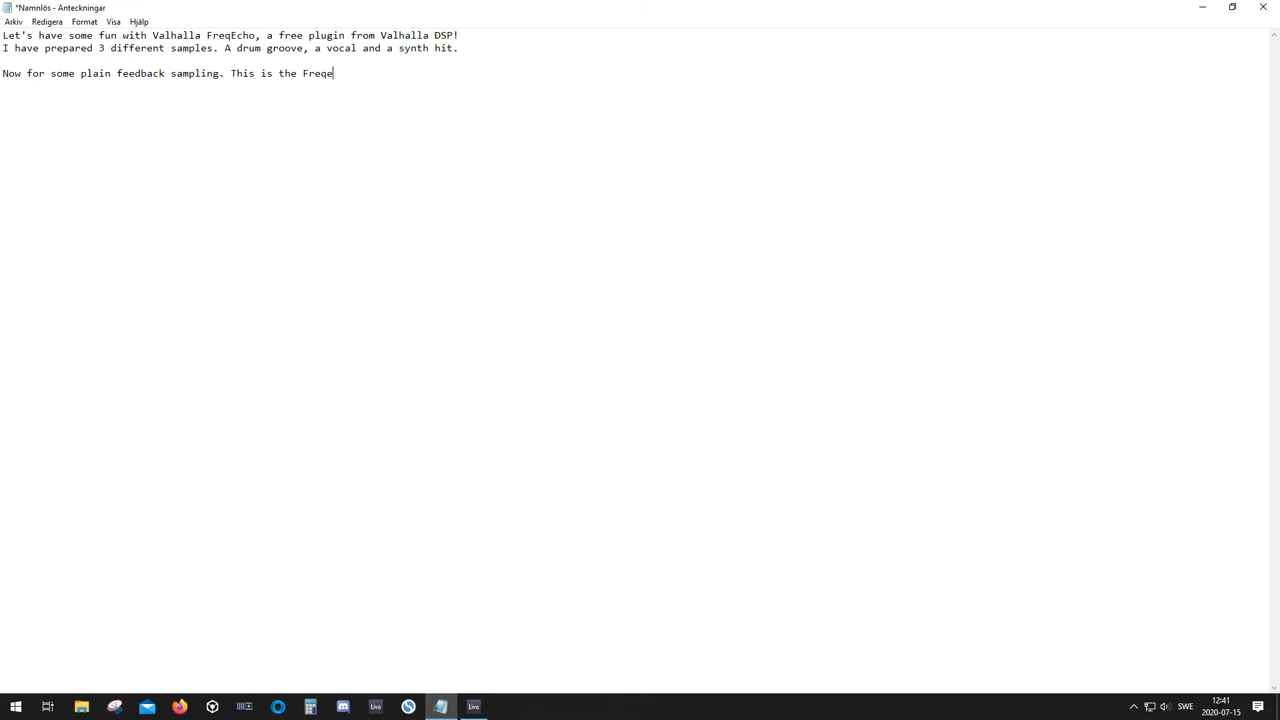 *Namnlös - Anteckningar
Arkiv Redigera Format Visa Hjälp
Let's have some fun with Valhalla FreqEcho, a free plugin from Valhalla DSP!
I have prepared 3 different samples. A drum groove, a vocal and a synth hit.
Now for some plain feedback sampling. This is the Freqe
Live
Live
SWE
12:41
2020-07-15